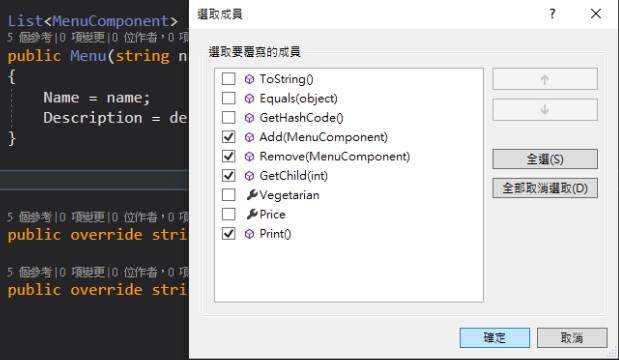 List<MenuComponent>
5 個參考|0 項變更|0 位作者，0 項
public Menu(string n
{
Name = name;
Description = de
}
5 個參考|0 項變更|0 位作者，0 項
public override stri
5 個參考|0 項變更|0 位作者，0 項
public override stri
選取成員
?
選取要覆寫的成員
ToString()
Equals(object)
GetHashCode()
Add(MenuComponent)
Remove(MenuComponent)
GetChild(int)
Vegetarian
Price
Print()
全選(S)
全部取消選取(D)
確定
取消